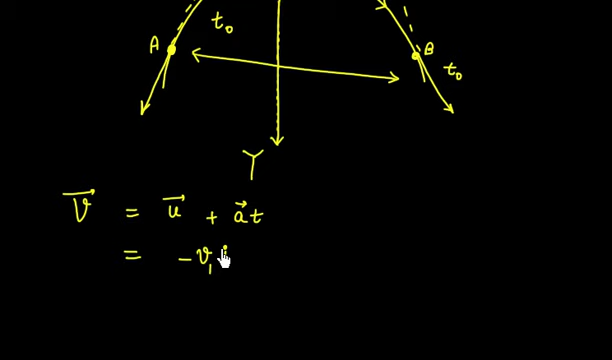 t₀
A
B
t₀
Y
V⃗ = u⃗ + a⃗t
= -v₁